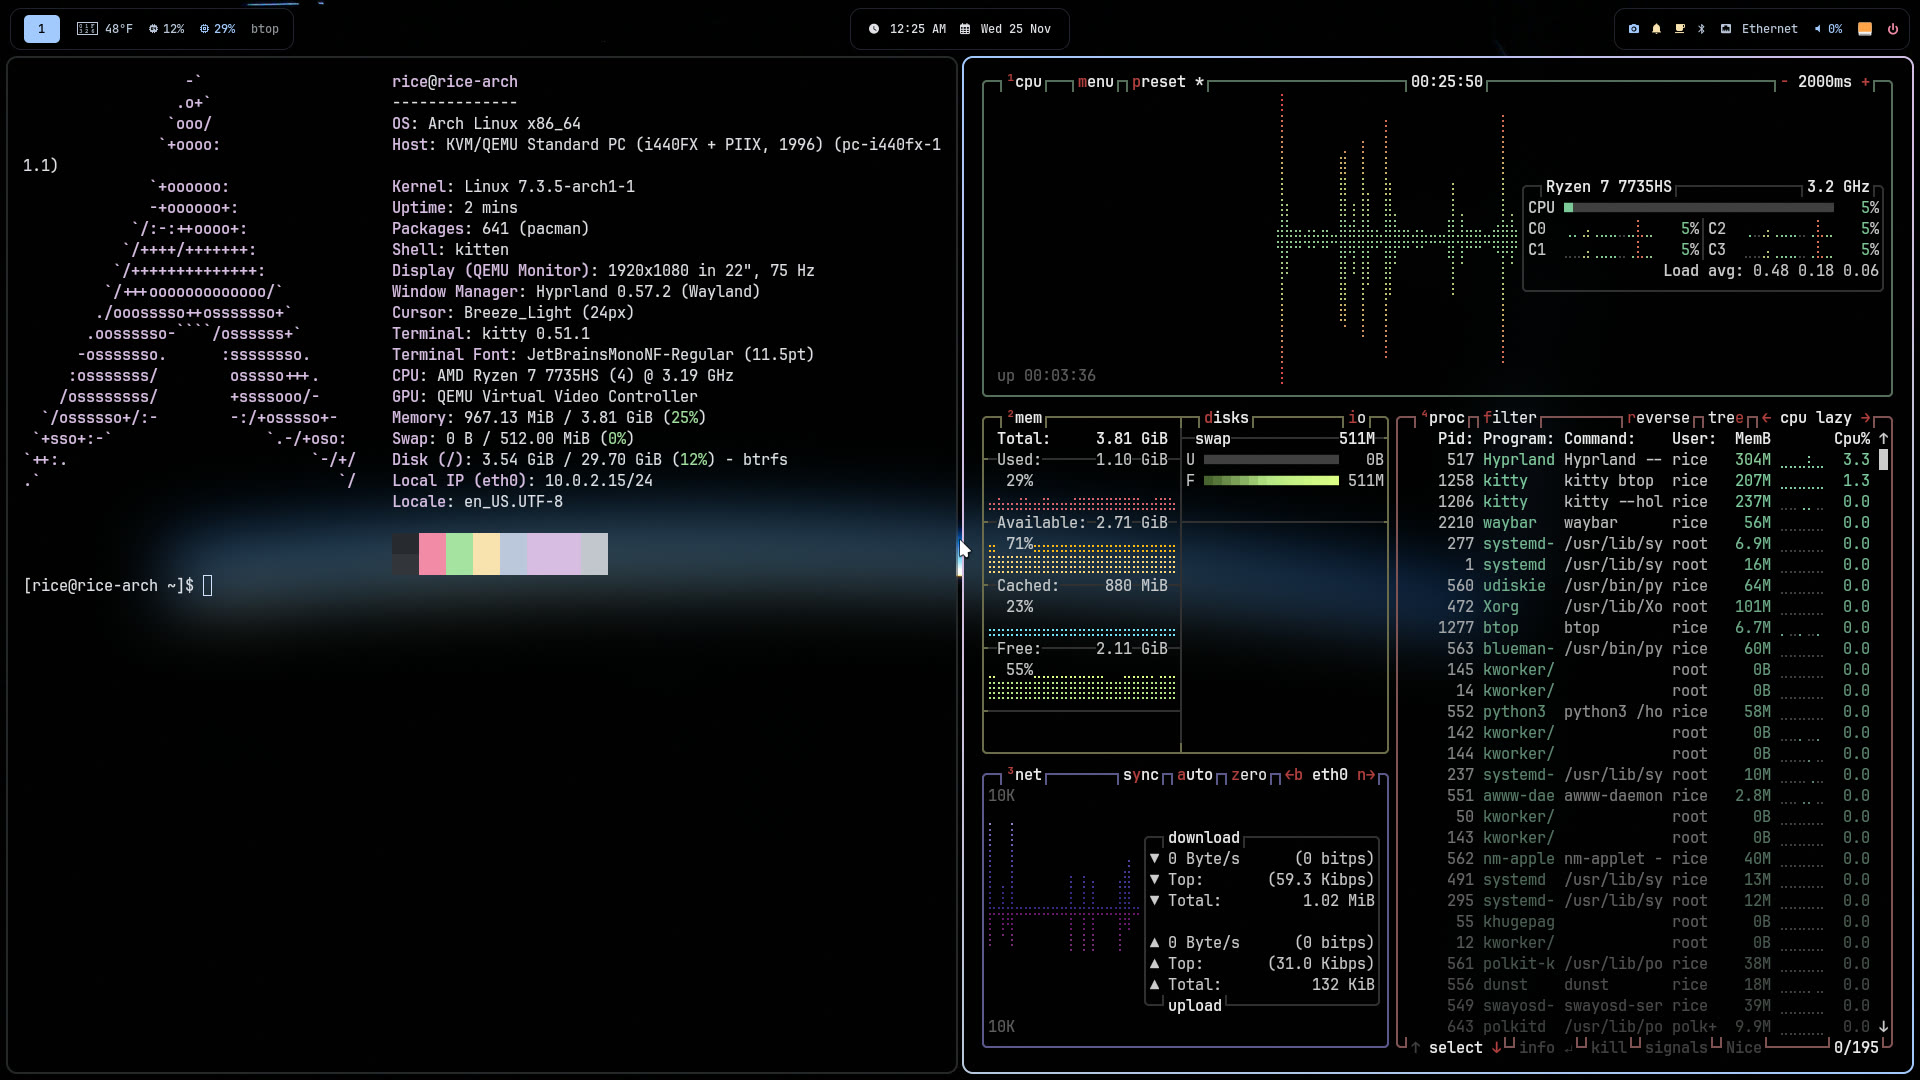 1 48°F 12% 29% btop
12:25 AM Wed 25 Nov
Ethernet 0%
-`
.o+`
`ooo/
`+oooo:
`+oooooo:
-+oooooo+:
`/:-:++oooo+:
`/++++/+++++++:
`/++++++++++++++:
`/+++ooooooooooooo/`
./ooosssso++osssssso+`
.oossssso-````/ossssss+`
-osssssso.      :ssssssso.
:osssssss/        osssso+++.
/ossssssss/        +ssssooo/-
`/ossssso+/:-        -:/+osssso+-
`+sso+:-`                 `.-/+oso:
`++:.                           `-/+/
.`                                 `/
rice@rice-arch
--------------
OS: Arch Linux x86_64
Host: KVM/QEMU Standard PC (i440FX + PIIX, 1996) (pc-i440fx-1
1.1)
Kernel: Linux 7.3.5-arch1-1
Uptime: 2 mins
Packages: 641 (pacman)
Shell: kitten
Display (QEMU Monitor): 1920x1080 in 22", 75 Hz
Window Manager: Hyprland 0.57.2 (Wayland)
Cursor: Breeze_Light (24px)
Terminal: kitty 0.51.1
Terminal Font: JetBrainsMonoNF-Regular (11.5pt)
CPU: AMD Ryzen 7 7735HS (4) @ 3.19 GHz
GPU: QEMU Virtual Video Controller
Memory: 967.13 MiB / 3.81 GiB (25%)
Swap: 0 B / 512.00 MiB (0%)
Disk (/): 3.54 GiB / 29.70 GiB (12%) - btrfs
Local IP (eth0): 10.0.2.15/24
Locale: en_US.UTF-8
[rice@rice-arch ~]$
1cpu menu preset * 00:25:50 - 2000ms +
Ryzen 7 7735HS 3.2 GHz
CPU 5%
C0 5% C2 5%
C1 5% C3 5%
Load avg: 0.48 0.18 0.06
up 00:03:36
2mem disks io
Total: 3.81 GiB
Used: 1.10 GiB
29%
Available: 2.71 GiB
71%
Cached: 880 MiB
23%
Free: 2.11 GiB
55%
swap 511M
U 0B
F 511M
3net sync auto zero ←b eth0 n→
10K
download
▼ 0 Byte/s (0 bitps)
▼ Top: (59.3 Kibps)
▼ Total: 1.02 MiB
▲ 0 Byte/s (0 bitps)
▲ Top: (31.0 Kibps)
▲ Total: 132 KiB
upload
10K
4proc filter reverse tree ← cpu lazy →
Pid: Program: Command: User: MemB Cpu% ↑
517 Hyprland Hyprland -- rice 304M 3.3
1258 kitty kitty btop rice 207M 1.3
1206 kitty kitty --hol rice 237M 0.0
2210 waybar waybar rice 56M 0.0
277 systemd- /usr/lib/sy root 6.9M 0.0
1 systemd /usr/lib/sy root 16M 0.0
560 udiskie /usr/bin/py rice 64M 0.0
472 Xorg /usr/lib/Xo root 101M 0.0
1277 btop btop rice 6.7M 0.0
563 blueman- /usr/bin/py rice 60M 0.0
145 kworker/ root 0B 0.0
14 kworker/ root 0B 0.0
552 python3 python3 /ho rice 58M 0.0
142 kworker/ root 0B 0.0
144 kworker/ root 0B 0.0
237 systemd- /usr/lib/sy root 10M 0.0
551 awww-dae awww-daemon rice 2.8M 0.0
50 kworker/ root 0B 0.0
143 kworker/ root 0B 0.0
562 nm-apple nm-applet - rice 40M 0.0
491 systemd /usr/lib/sy rice 13M 0.0
295 systemd- /usr/lib/sy root 12M 0.0
55 khugepag root 0B 0.0
12 kworker/ root 0B 0.0
561 polkit-k /usr/lib/po rice 38M 0.0
556 dunst dunst rice 18M 0.0
549 swayosd- swayosd-ser rice 39M 0.0
643 polkitd /usr/lib/po polk+ 9.9M 0.0 ↓
↑ select ↓ info ↵ kill signals Nice 0/195